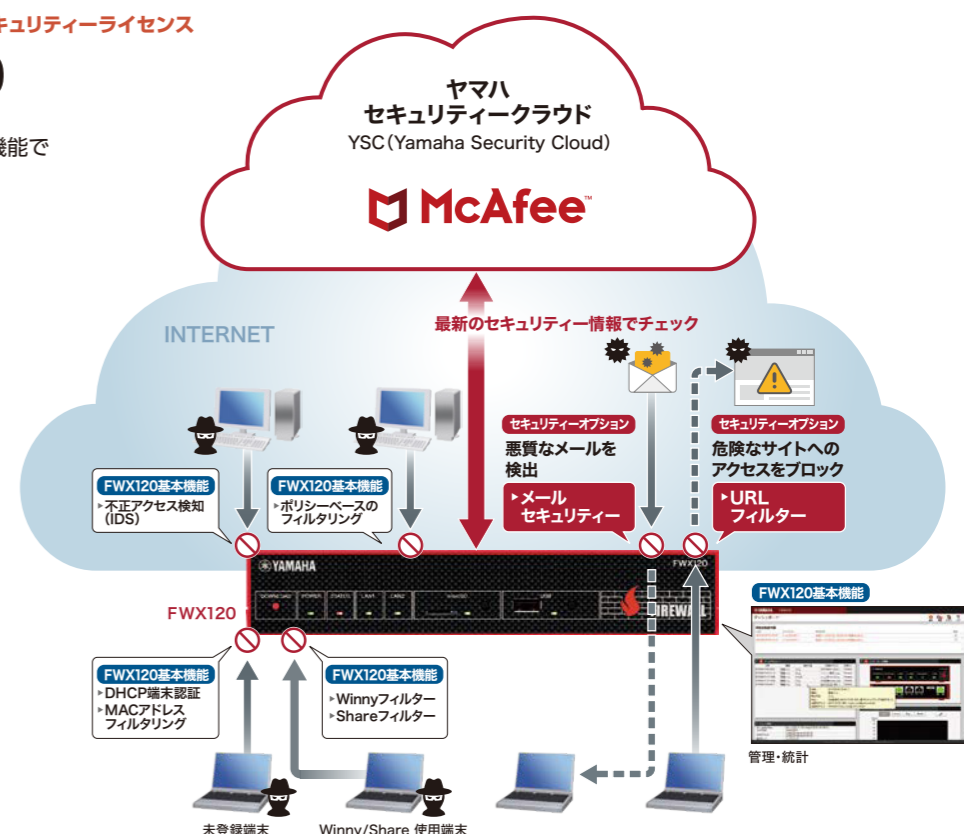 キュリティーライセンス
)
機能で
ヤマハ
セキュリティークラウド
YSC(Yamaha Security Cloud)
McAfee™
INTERNET
最新のセキュリティー情報でチェック
セキュリティーオプション
悪質なメールを
検出
▸メール
セキュリティー
セキュリティーオプション
危険なサイトへの
アクセスをブロック
▸URL
フィルター
FWX120基本機能
▸不正アクセス検知
(IDS)
FWX120基本機能
▸ポリシーベースの
フィルタリング
YAMAHA
FWX120
DOWNLOAD
POWER
STATUS
LAN1
LAN2
microSD
USB
FIREWALL
FWX120
FWX120基本機能
管理・統計
FWX120基本機能
▸DHCP端末認証
▸MACアドレス
フィルタリング
FWX120基本機能
▸Winnyフィルター
▸Shareフィルター
未登録端末
Winny/Share 使用端末